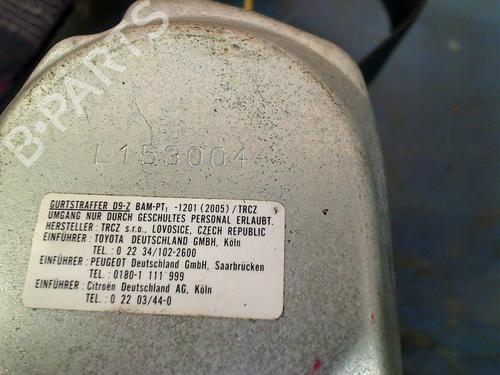 B·PARTS
L153004
GURTSTRAFFER D9-Z BAM-PT₁ -1201 (2005) / TRCZ
UMGANG NUR DURCH GESCHULTES PERSONAL ERLAUBT.
HERSTELLER : TRCZ s.r.o., LOVOSICE, CZECH REPUBLIC
EINFÜHRER : TOYOTA DEUTSCHLAND GMBH, Köln
TEL.: 0 22 34/102-2600
EINFÜHRER : PEUGEOT Deutschland GmbH, Saarbrücken
TEL.: 0180-1 111 999
EINFÜHRER : Citroën Deutschland AG, Köln
TEL.: 0 22 03/44-0